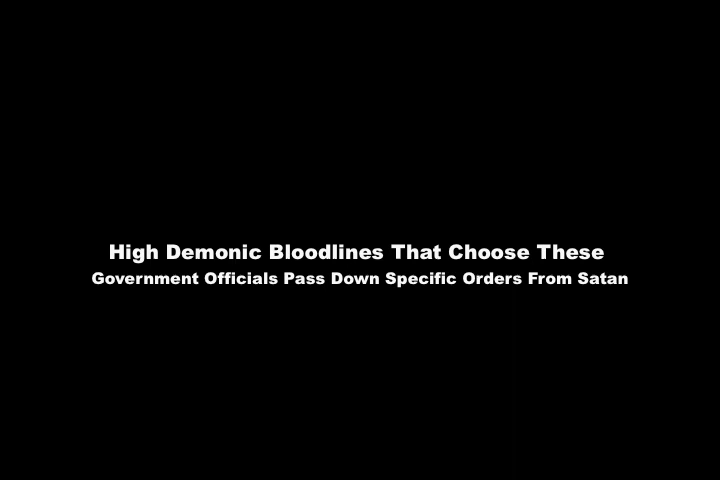 High Demonic Bloodlines That Choose These
Government Officials Pass Down Specific Orders From Satan